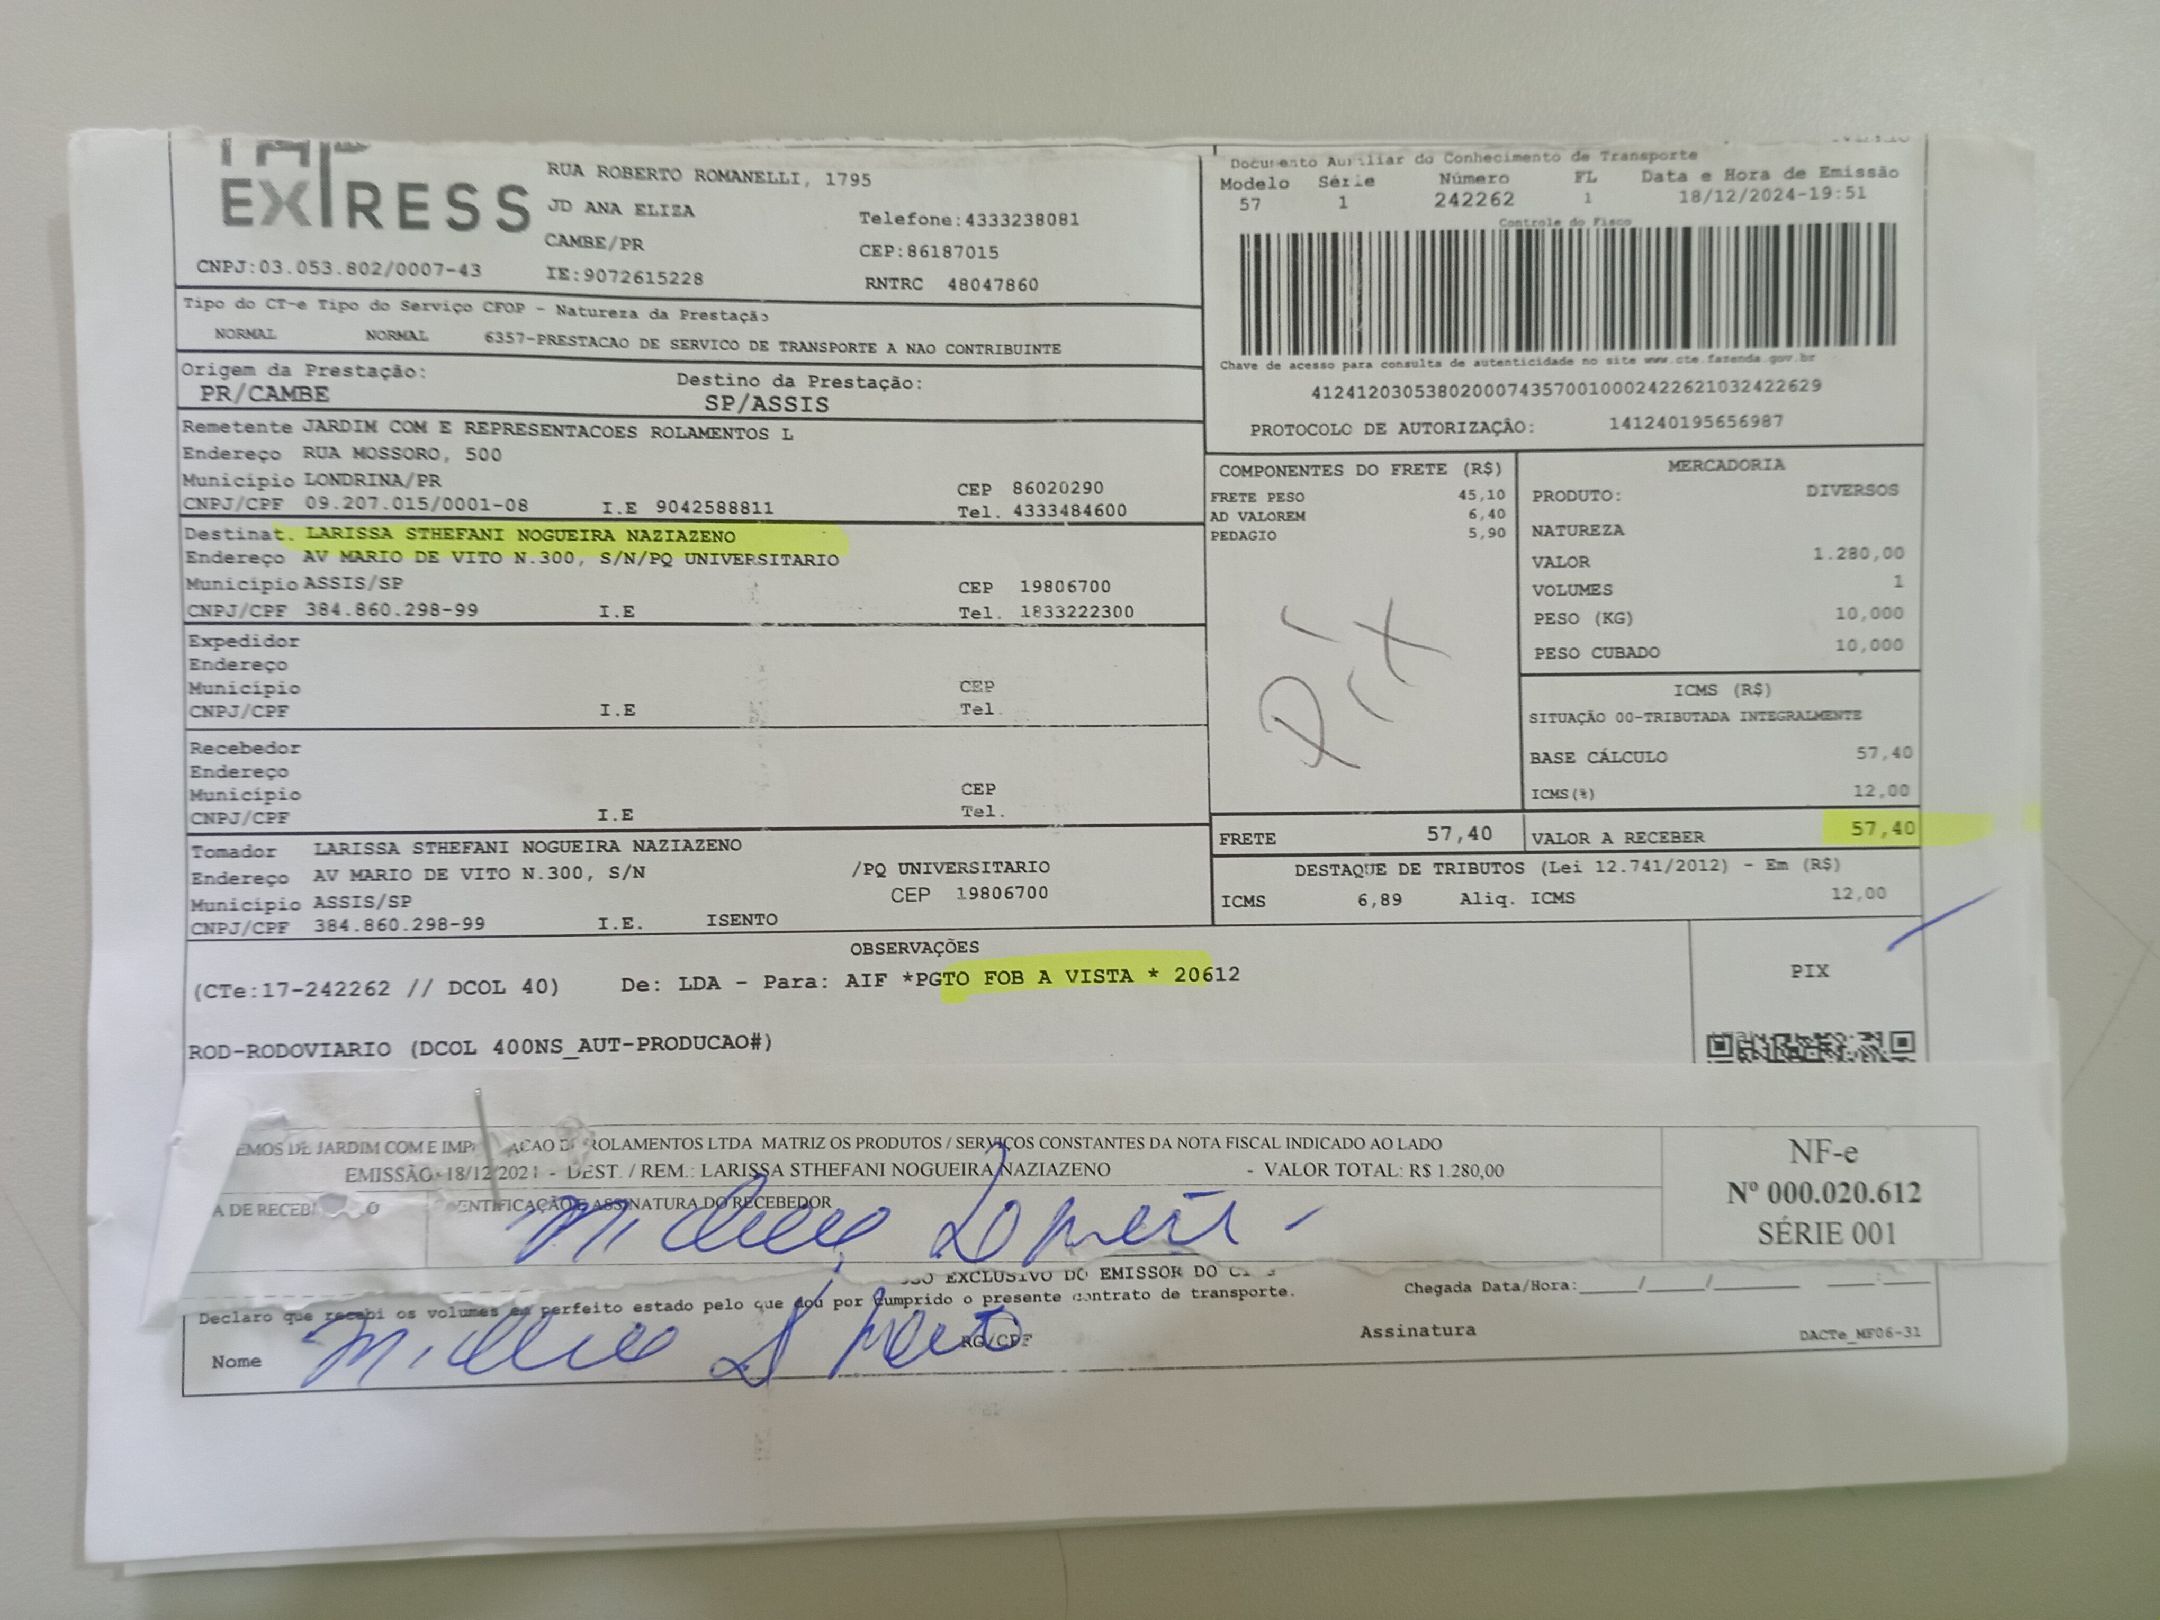 EXPRESS
RUA ROBERTO ROMANELLI, 1795
JD ANA ELIZA
Telefone:4333238081
CAMBE/PR
CEP:86187015
CNPJ:03.053.802/0007-43
IE:9072615228
RNTRC 48047860
Documento Auxiliar do Conhecimento de Transporte
Modelo Série Número FL Data e Hora de Emissão
57 1 242262 1 18/12/2024-19:51
Controle do Fisco
Chave de acesso para consulta de autenticidade no site www.cte.fazenda.gov.br
41241203053802000743570010002422621032422629
PROTOCOLO DE AUTORIZAÇÃO: 141240195656987
Tipo do CT-e Tipo do Serviço CFOP - Natureza da Prestação
NORMAL NORMAL 6357-PRESTACAO DE SERVICO DE TRANSPORTE A NAO CONTRIBUINTE
Origem da Prestação: Destino da Prestação:
PR/CAMBE SP/ASSIS
Remetente JARDIM COM E REPRESENTACOES ROLAMENTOS L
Endereço RUA MOSSORO, 500
Município LONDRINA/PR CEP 86020290
CNPJ/CPF 09.207.015/0001-08 I.E 9042588811 Tel. 4333484600
Destinat. LARISSA STHEFANI NOGUEIRA NAZIAZENO
Endereço AV MARIO DE VITO N.300, S/N/PQ UNIVERSITARIO
Município ASSIS/SP CEP 19806700
CNPJ/CPF 384.860.298-99 I.E Tel. 1833222300
Expedidor
Endereço
Município CEP
CNPJ/CPF I.E Tel.
Recebedor
Endereço
Município CEP
CNPJ/CPF I.E Tel.
Tomador LARISSA STHEFANI NOGUEIRA NAZIAZENO
Endereço AV MARIO DE VITO N.300, S/N /PQ UNIVERSITARIO
Município ASSIS/SP CEP 19806700
CNPJ/CPF 384.860.298-99 I.E. ISENTO
COMPONENTES DO FRETE (R$)
FRETE PESO 45,10
AD VALOREM 6,40
PEDAGIO 5,90
Pix
MERCADORIA
PRODUTO: DIVERSOS
NATUREZA
VALOR 1.280,00
VOLUMES 1
PESO (KG) 10,000
PESO CUBADO 10,000
ICMS (R$)
SITUAÇÃO 00-TRIBUTADA INTEGRALMENTE
BASE CÁLCULO 57,40
ICMS(%) 12,00
FRETE 57,40 VALOR A RECEBER 57,40
DESTAQUE DE TRIBUTOS (Lei 12.741/2012) - Em (R$)
ICMS 6,89 Aliq. ICMS 12,00
OBSERVAÇÕES
(CTe:17-242262 // DCOL 40) De: LDA - Para: AIF *PGTO FOB A VISTA * 20612
PIX
ROD-RODOVIARIO (DCOL 400NS_AUT-PRODUCAO#)
EMOS DE JARDIM COM E ROLAMENTOS LTDA MATRIZ OS PRODUTOS / SERVIÇOS CONSTANTES DA NOTA FISCAL INDICADO AO LADO
EMISSÃO: DEST. / REM.: LARISSA STHEFANI NOGUEIRA NAZIAZENO - VALOR TOTAL: R$ 1.280,00
A DE RECEB ENTIFICAÇÃO E ASSINATURA DO RECEBEDOR
NF-e
Nº 000.020.612
SÉRIE 001
EXCLUSIVO DO EMISSOR DO
Declaro que recebi os volumes em perfeito estado pelo que dou por cumprido o presente contrato de transporte.
Chegada Data/Hora:____/____/____ ___:___
Nome RG/CPF Assinatura
DACTe_MF06-31